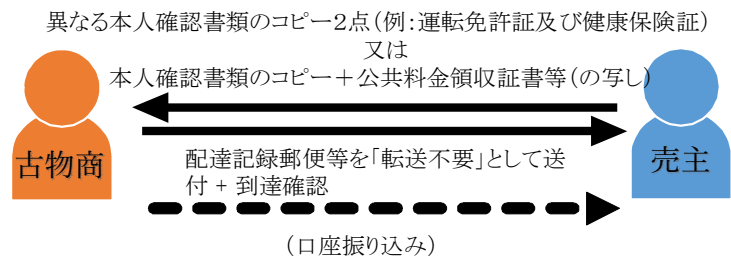 異なる本人確認書類のコピー2点(例:運転免許証及び健康保険証)
又は
本人確認書類のコピー+公共料金領収証書等(の写し)
古物商
売主
配達記録郵便等を「転送不要」として送
付 + 到達確認
(口座振り込み)